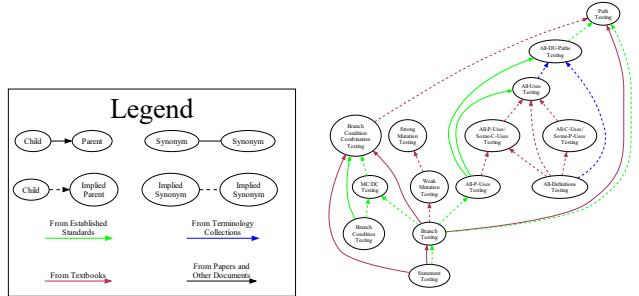 Legend
Child
Parent
Synonym
Synonym
Child
Implied
Parent
Implied
Synonym
Implied
Synonym
From Established
Standards
From Terminology
Collections
From Textbooks
From Papers and
Other Documents
Path
Testing
All-DU-Paths
Testing
All-Uses
Testing
Branch
Condition
Combination
Testing
Strong
Mutation
Testing
All-P-Uses/
Some-C-Uses
Testing
All-C-Uses/
Some-P-Uses
Testing
MC/DC
Testing
Weak
Mutation
Testing
All-P-Uses
Testing
All-Definitions
Testing
Branch
Condition
Testing
Branch
Testing
Statement
Testing